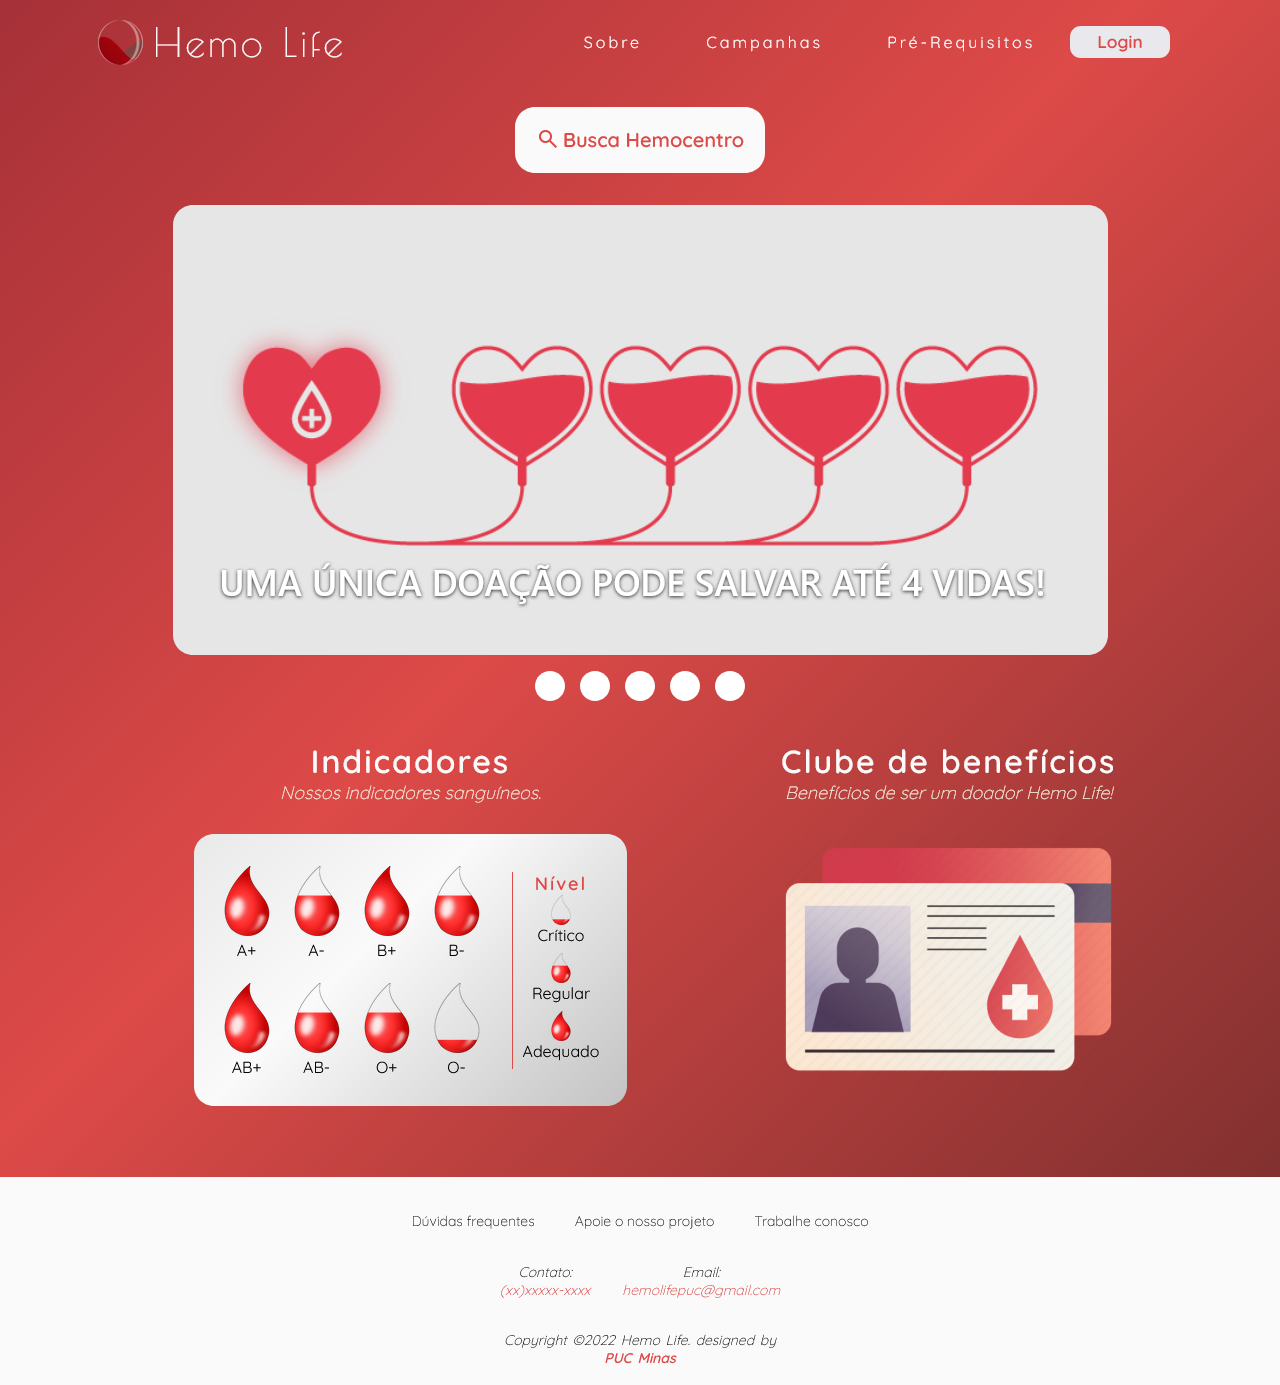 Hemo Life
Sobre
Campanhas
Pré-Requisitos
Login
Busca Hemocentro
UMA ÚNICA DOAÇÃO PODE SALVAR ATÉ 4 VIDAS!
Indicadores
Nossos indicadores sanguíneos.
Clube de benefícios
Benefícios de ser um doador Hemo Life!
A+
A-
B+
B-
AB+
AB-
O+
O-
Nível
Crítico
Regular
Adequado
Dúvidas frequentes
Apoie o nosso projeto
Trabalhe conosco
Contato:
(xx)xxxxx-xxxx
Email:
hemolifepuc@gmail.com
Copyright ©2022 Hemo Life. designed by
PUC Minas